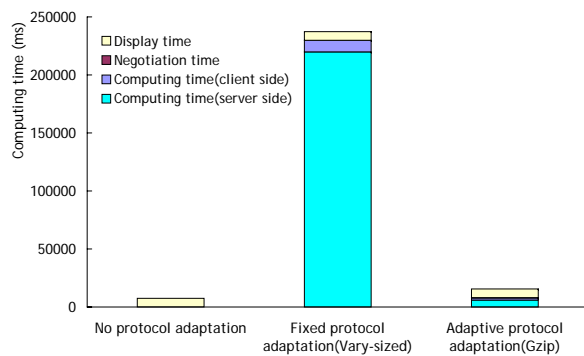 250000
200000
150000
100000
50000
0
Computing time (ms)
Display time
Negotiation time
Computing time(client side)
Computing time(server side)
No protocol adaptation
Fixed protocol
adaptation(Vary-sized)
Adaptive protocol
adaptation(Gzip)